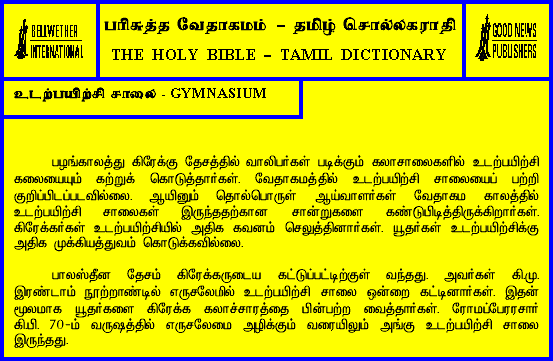 BELLWETHER
INTERNATIONAL
பரிசுத்த வேதாகமம் – தமிழ் சொல்லகராதி
THE HOLY BIBLE – TAMIL DICTIONARY
GOOD NEWS
PUBLISHERS
உடற்பயிற்சி சாலை - GYMNASIUM
பழங்காலத்து கிரேக்கு தேசத்தில் வாலிபர்கள் படிக்கும் கலாசாலைகளில் உடற்பயிற்சி
கலையையும் கற்றுக் கொடுத்தார்கள். வேதாகமத்தில் உடற்பயிற்சி சாலையைப் பற்றி
குறிப்பிடப்படவில்லை. ஆயினும் தொல்பொருள் ஆய்வாளர்கள் வேதாகம காலத்தில்
உடற்பயிற்சி சாலைகள் இருந்ததற்கான சான்றுகளை கண்டுபிடித்திருக்கிறார்கள்.
கிரேக்கர்கள் உடற்பயிற்சியில் அதிக கவனம் செலுத்தினார்கள். யூதர்கள் உடற்பயிற்சிக்கு
அதிக முக்கியத்துவம் கொடுக்கவில்லை.
பாலஸ்தீன தேசம் கிரேக்கருடைய கட்டுப்பட்டிற்குள் வந்தது. அவர்கள் கி.மு.
இரண்டாம் நூற்றாண்டில் எருசலேமில் உடற்பயிற்சி சாலை ஒன்றை கட்டினார்கள். இதன்
மூலமாக யூதர்களை கிரேக்க கலாச்சாரத்தை பின்பற்ற வைத்தார்கள். ரோமப்பேரரசர்
கி.பி. 70-ம் வருஷத்தில் எருசலேமை அழிக்கும் வரையிலும் அங்கு உடற்பயிற்சி சாலை
இருந்தது.